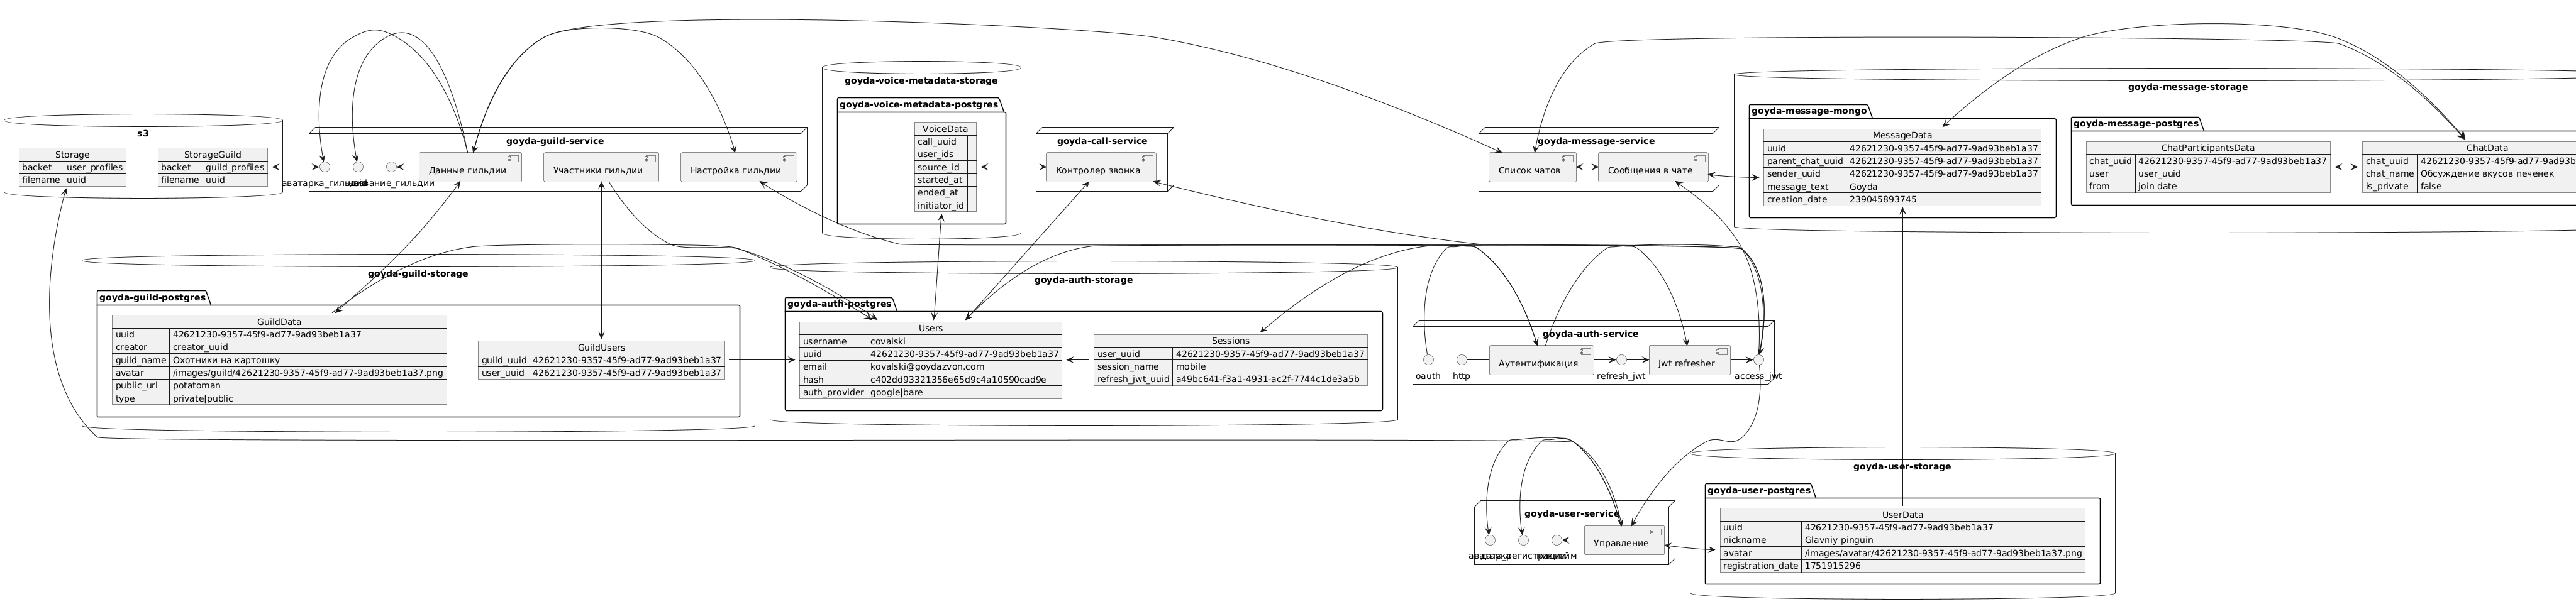 s3
Storage
backet user_profiles
filename uuid
StorageGuild
backet guild_profiles
filename uuid
goyda-guild-service
аватарка_гильдии
название_гильдии
Данные гильдии
Участники гильдии
Настройка гильдии
goyda-voice-metadata-storage
goyda-voice-metadata-postgres
VoiceData
call_uuid
user_ids
source_id
started_at
ended_at
initiator_id
goyda-call-service
Контролер звонка
goyda-message-service
Список чатов
Сообщения в чате
goyda-message-storage
goyda-message-mongo
MessageData
uuid 42621230-9357-45f9-ad77-9ad93beb1a37
parent_chat_uuid 42621230-9357-45f9-ad77-9ad93beb1a37
sender_uuid 42621230-9357-45f9-ad77-9ad93beb1a37
message_text Goyda
creation_date 239045893745
goyda-message-postgres
ChatParticipantsData
chat_uuid 42621230-9357-45f9-ad77-9ad93beb1a37
user user_uuid
from join date
ChatData
chat_uuid 42621230-9357-45f9-ad77-9ad93b
chat_name Обсуждение вкусов печенек
is_private false
goyda-guild-storage
goyda-guild-postgres
GuildData
uuid 42621230-9357-45f9-ad77-9ad93beb1a37
creator creator_uuid
guild_name Охотники на картошку
avatar /images/guild/42621230-9357-45f9-ad77-9ad93beb1a37.png
public_url potatoman
type private|public
GuildUsers
guild_uuid 42621230-9357-45f9-ad77-9ad93beb1a37
user_uuid 42621230-9357-45f9-ad77-9ad93beb1a37
goyda-auth-storage
goyda-auth-postgres
Users
username covalski
uuid 42621230-9357-45f9-ad77-9ad93beb1a37
email kovalski@goydazvon.com
hash c402dd93321356e65d9c4a10590cad9e
auth_provider google|bare
Sessions
user_uuid 42621230-9357-45f9-ad77-9ad93beb1a37
session_name mobile
refresh_jwt_uuid a49bc641-f3a1-4931-ac2f-7744c1de3a5b
goyda-auth-service
oauth
http
Аутентификация
refresh_jwt
Jwt refresher
access_jwt
goyda-user-service
аватарка
дата_регистрации
никнейм
Управление
goyda-user-storage
goyda-user-postgres
UserData
uuid 42621230-9357-45f9-ad77-9ad93beb1a37
nickname Glavniy pinguin
avatar /images/avatar/42621230-9357-45f9-ad77-9ad93beb1a37.png
registration_date 1751915296